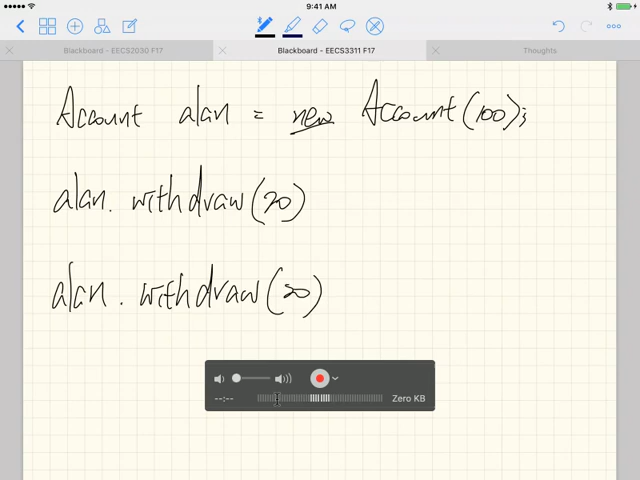 9:41 AM
Blackboard - EECS2030 F17
Blackboard - EECS3311 F17
Thoughts
Account alan = new Account(100);
alan. withdraw(20)
alan. withdraw(50)
--:--
Zero KB